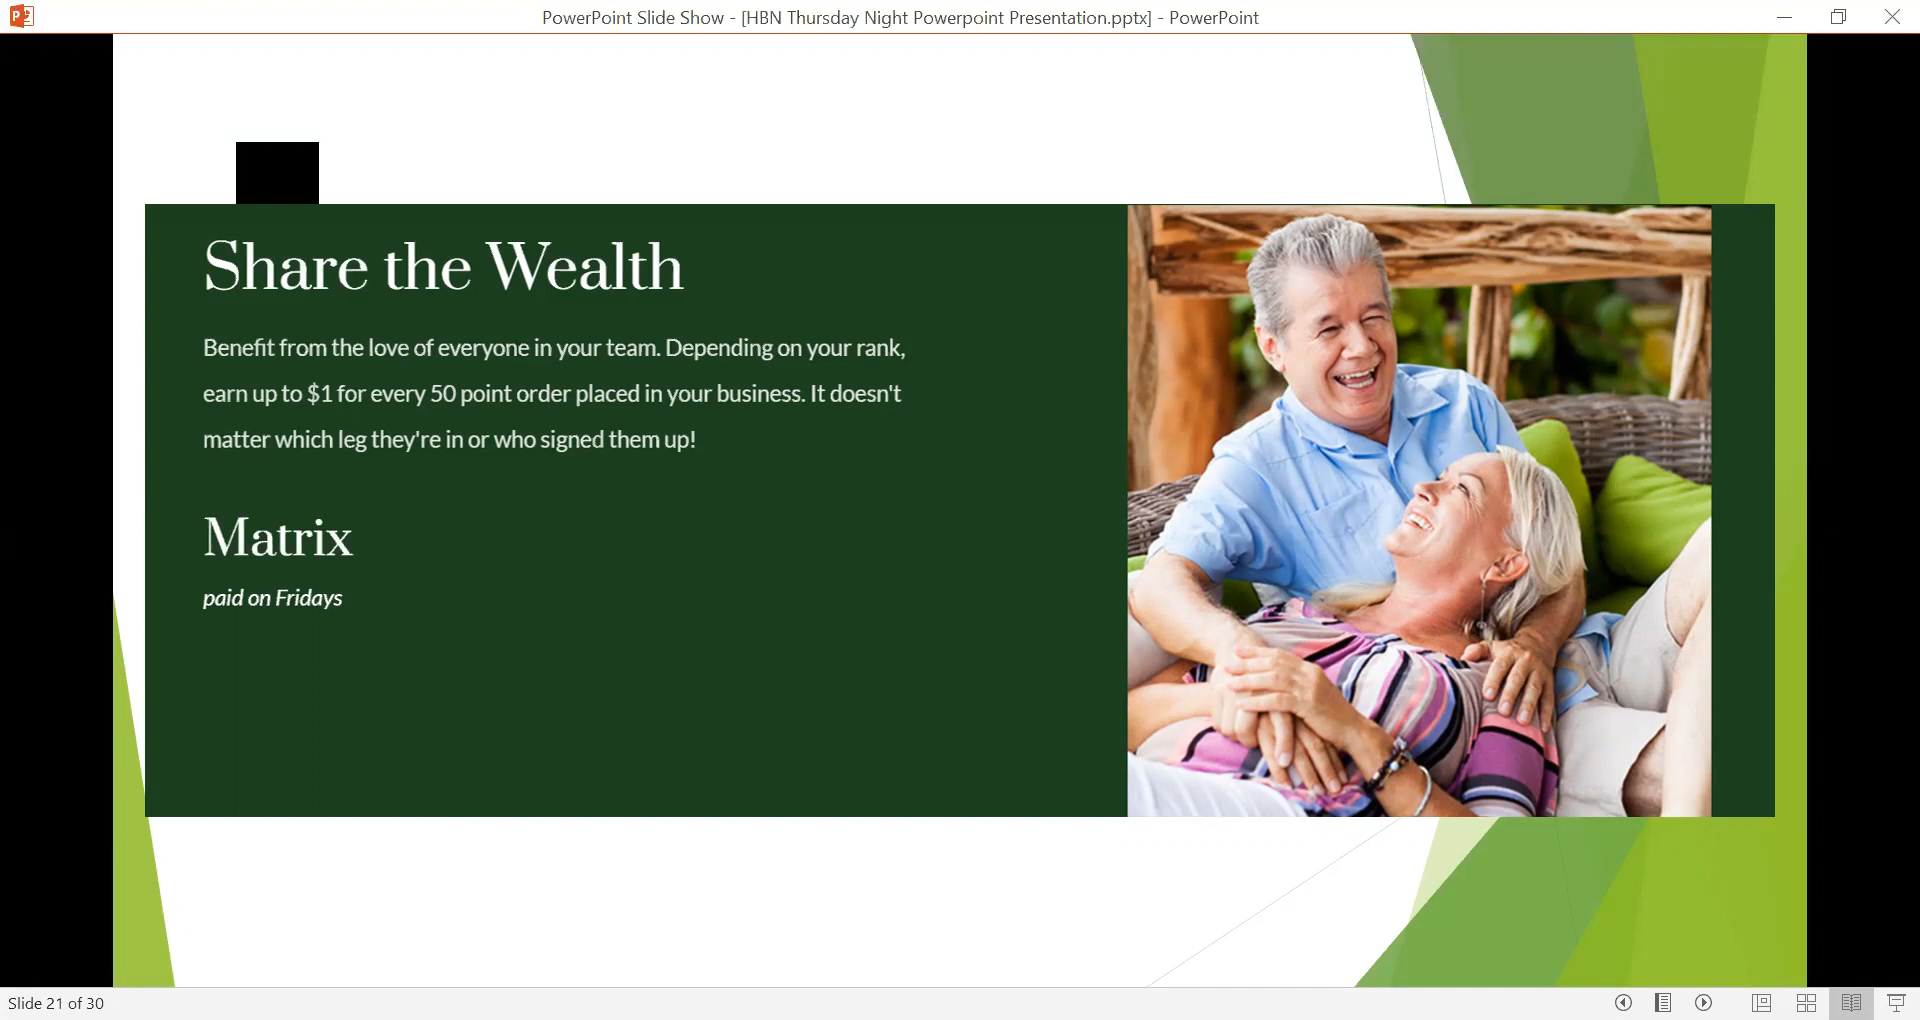 PowerPoint Slide Show - [HBN Thursday Night Powerpoint Presentation.pptx] - PowerPoint
Share the Wealth
Benefit from the love of everyone in your team. Depending on your rank,
earn up to $1 for every 50 point order placed in your business. It doesn't
matter which leg they're in or who signed them up!
Matrix
paid on Fridays
Slide 21 of 30